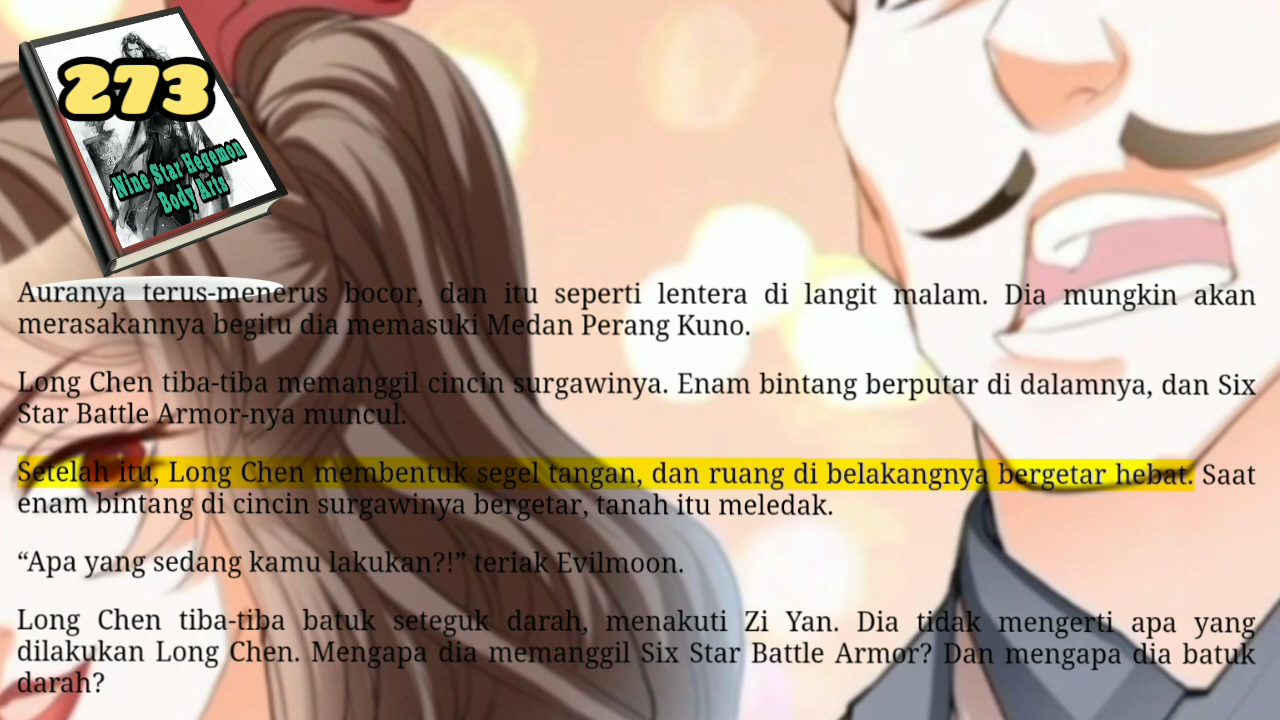 273
Nine Star Hegemon
Body Arts
Auranya terus-menerus bocor, dan itu seperti lentera di langit malam. Dia mungkin akan
merasakannya begitu dia memasuki Medan Perang Kuno.
Long Chen tiba-tiba memanggil cincin surgawinya. Enam bintang berputar di dalamnya, dan Six
Star Battle Armor-nya muncul.
Setelah itu, Long Chen membentuk segel tangan, dan ruang di belakangnya bergetar hebat. Saat
enam bintang di cincin surgawinya bergetar, tanah itu meledak.
“Apa yang sedang kamu lakukan?!” teriak Evilmoon.
Long Chen tiba-tiba batuk seteguk darah, menakuti Zi Yan. Dia tidak mengerti apa yang
dilakukan Long Chen. Mengapa dia memanggil Six Star Battle Armor? Dan mengapa dia batuk
darah?